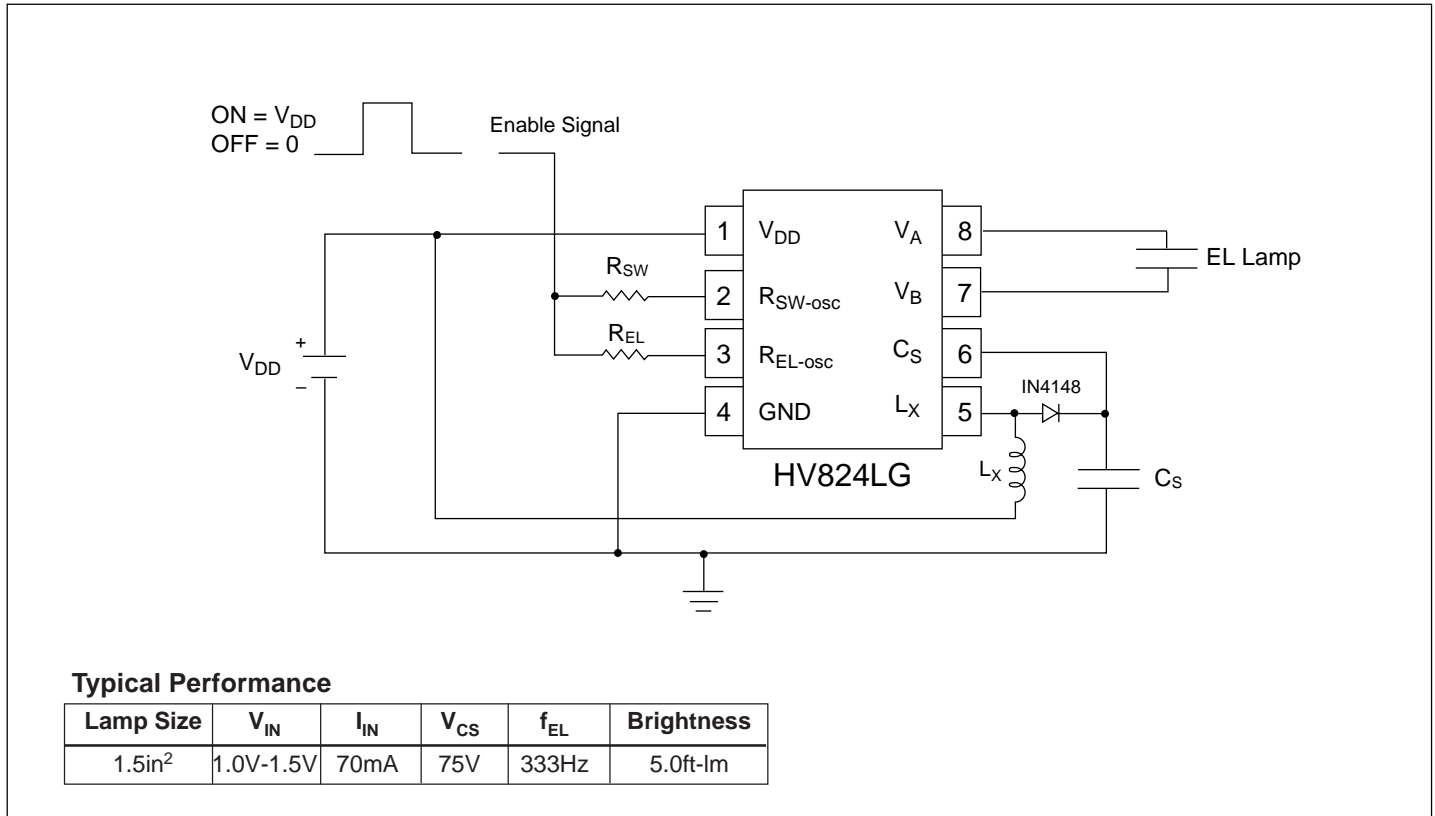 ON = VDD
OFF = 0
Enable Signal
1 VDD VA 8
EL Lamp
RSW
2 RSW-osc VB 7
REL
3 REL-osc CS 6
+
VDD
–
IN4148
4 GND LX 5
HV824LG
LX
CS
Typical Performance
Lamp Size VIN IIN VCS fEL Brightness
1.5in2 1.0V-1.5V 70mA 75V 333Hz 5.0ft-lm